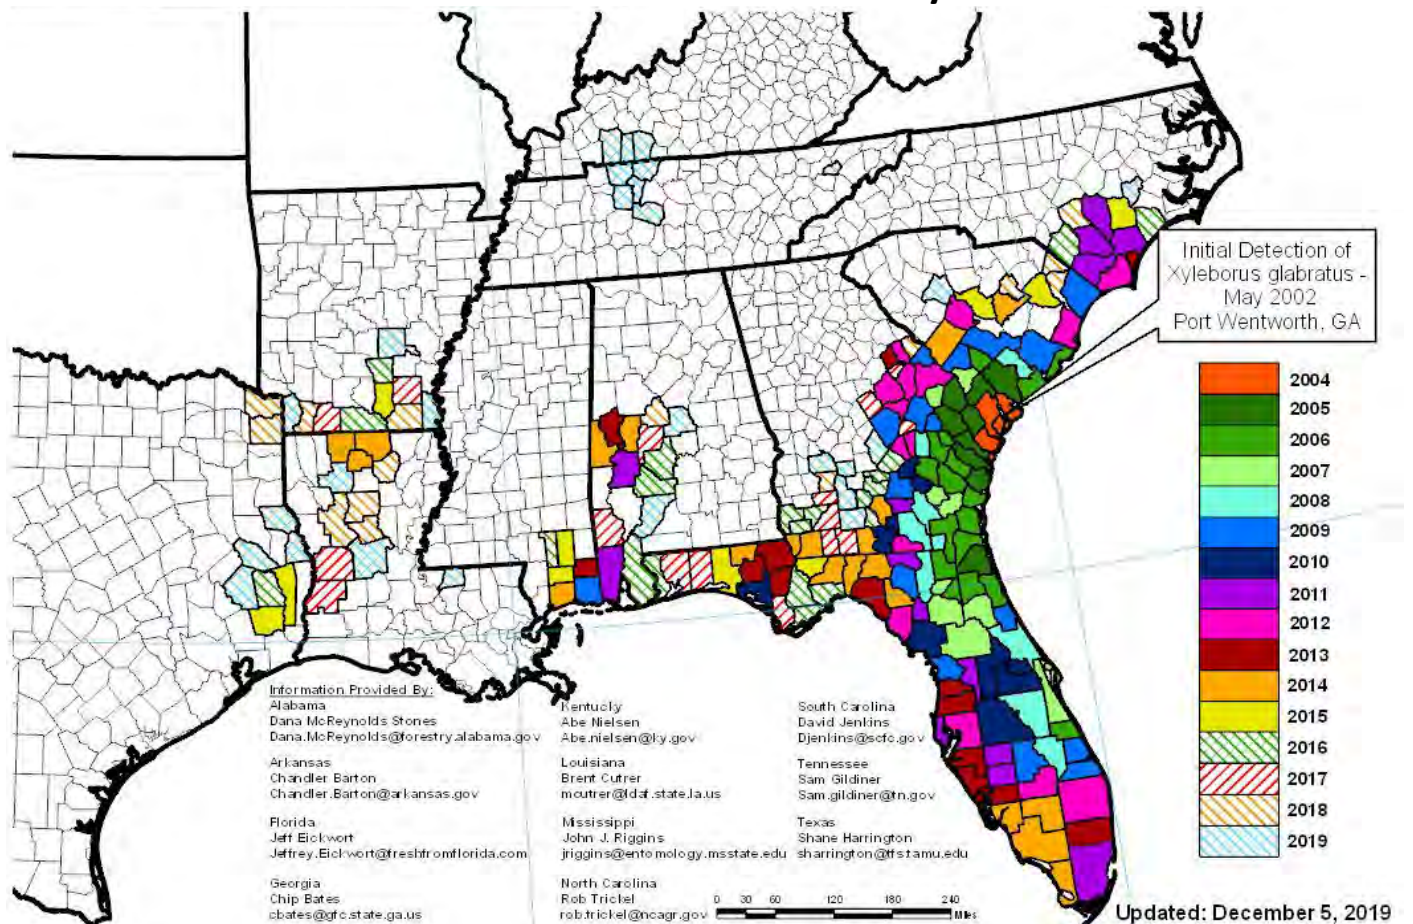 Initial Detection of
Xyleborus glabratus -
May 2002
Port Wentworth, GA
2004
2005
2006
2007
2008
2009
2010
2011
2012
2013
2014
2015
2016
2017
2018
2019
Information Provided By:
Alabama
Dana McReynolds Stones
Dana.McReynolds@forestry.alabama.gov
Arkansas
Chandler Barton
Chandler.Barton@arkansas.gov
Florida
Jeff Eickwort
Jeffrey.Eickwort@freshfromflorida.com
Georgia
Chip Bates
cbates@gfc.state.ga.us
Kentucky
Abe Nielsen
Abe.nielsen@ky.gov
Louisiana
Brent Cutrer
mcutrer@ldaf.state.la.us
Mississippi
John J. Riggins
jriggins@entomology.msstate.edu
North Carolina
Rob Trickel
rob.trickel@ncagr.gov
South Carolina
David Jenkins
Djenkins@scfc.gov
Tennessee
Sam Gildiner
Sam.gildiner@tn.gov
Texas
Shane Harrington
sharrington@tfs.tamu.edu
0 30 60 120 180 240
Miles
Updated: December 5, 2019